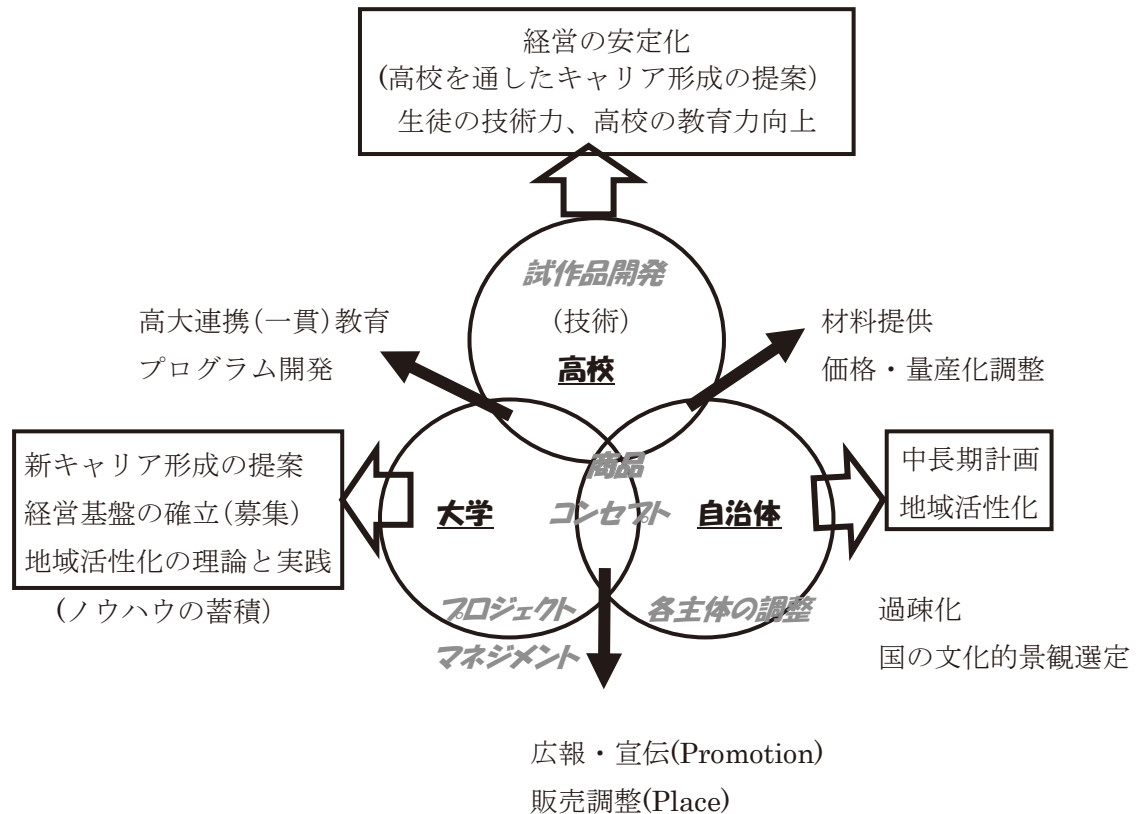 経営の安定化
(高校を通したキャリア形成の提案)
生徒の技術力、高校の教育力向上
試作品開発
(技術)
高校
高大連携(一貫)教育
プログラム開発
材料提供
価格・量産化調整
新キャリア形成の提案
経営基盤の確立(募集)
地域活性化の理論と実践
(ノウハウの蓄積)
大学
商品
コンセプト
自治体
中長期計画
地域活性化
プロジェクト
マネジメント
各主体の調整
過疎化
国の文化的景観選定
広報・宣伝(Promotion)
販売調整(Place)